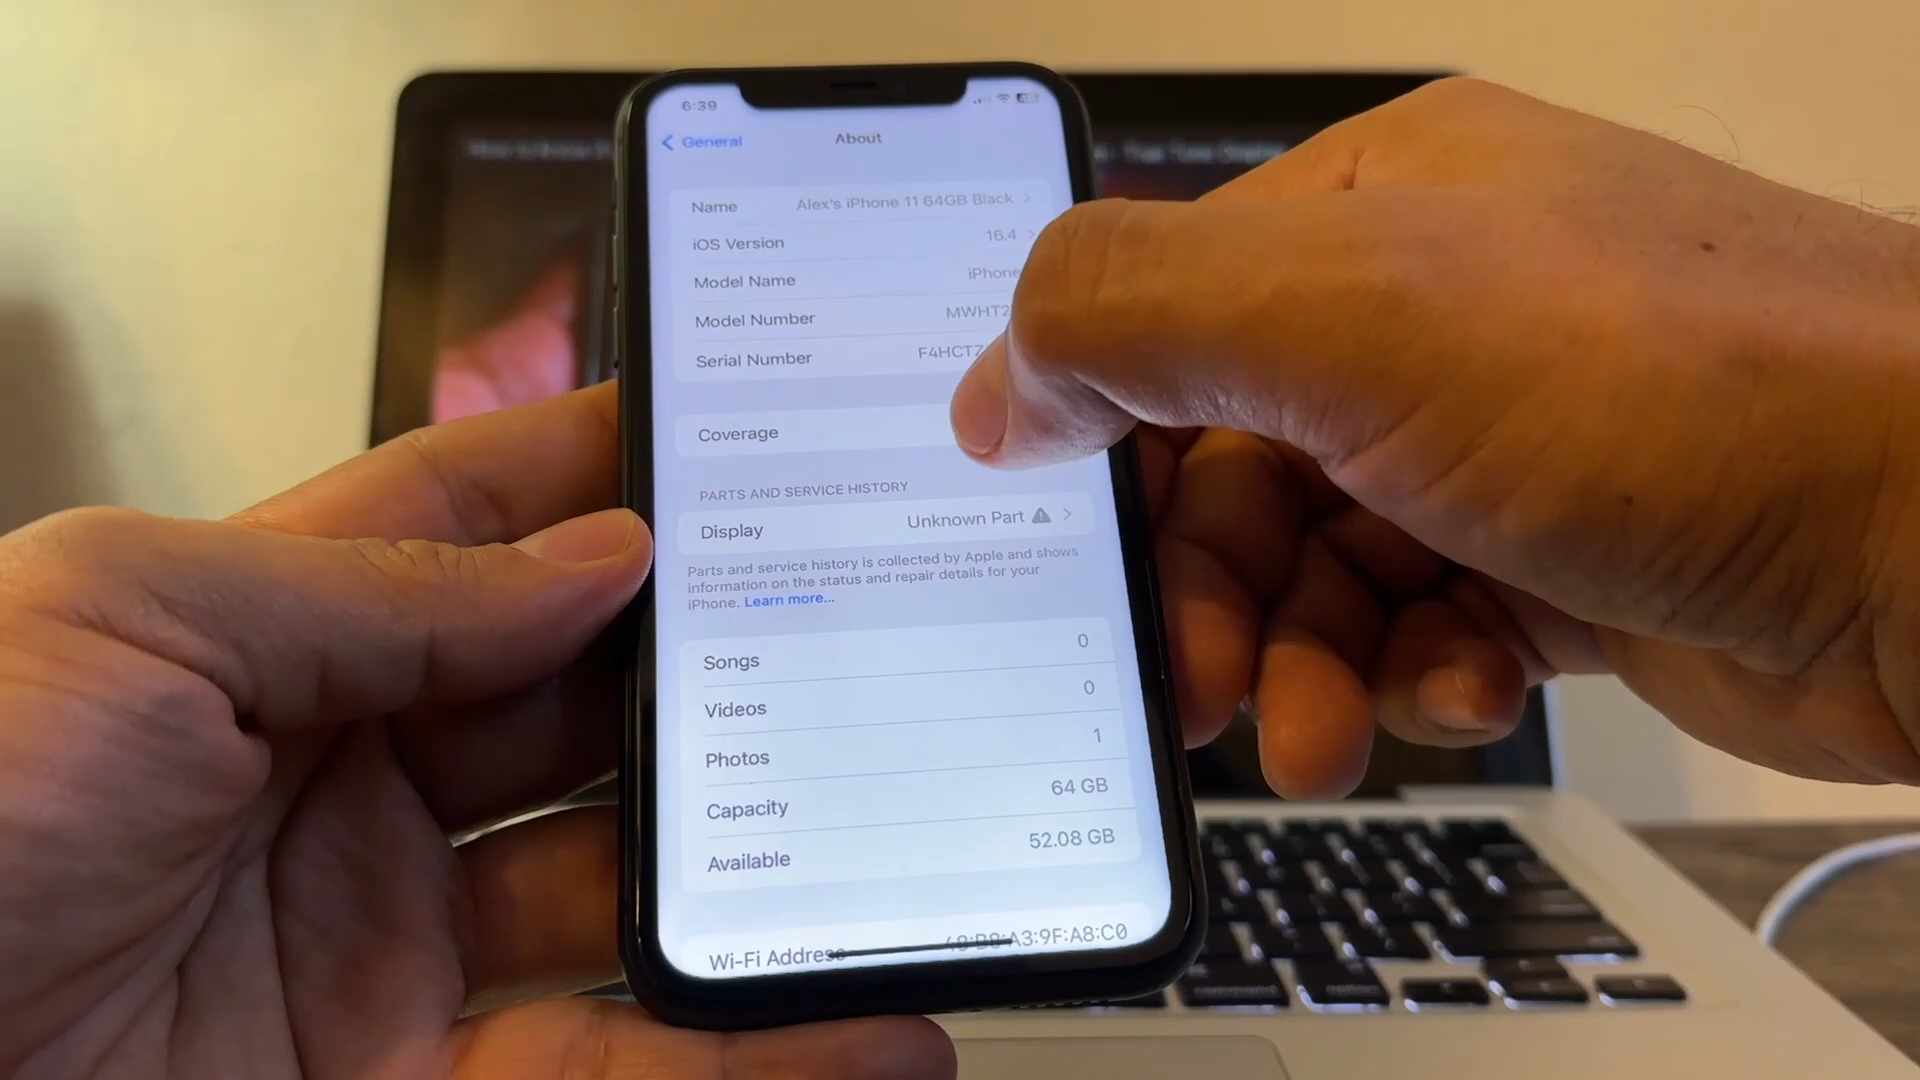 6:39
General
About
Name Alex's iPhone 11 64GB Black
iOS Version 16.4
Model Name iPhone
Model Number MWHT2
Serial Number F4HCTZ
Coverage
PARTS AND SERVICE HISTORY
Display Unknown Part
Parts and service history is collected by Apple and shows
information on the status and repair details for your
iPhone. Learn more...
Songs 0
Videos 0
Photos 1
Capacity 64 GB
Available 52.08 GB
Wi-Fi Address :A3:9F:A8:C0